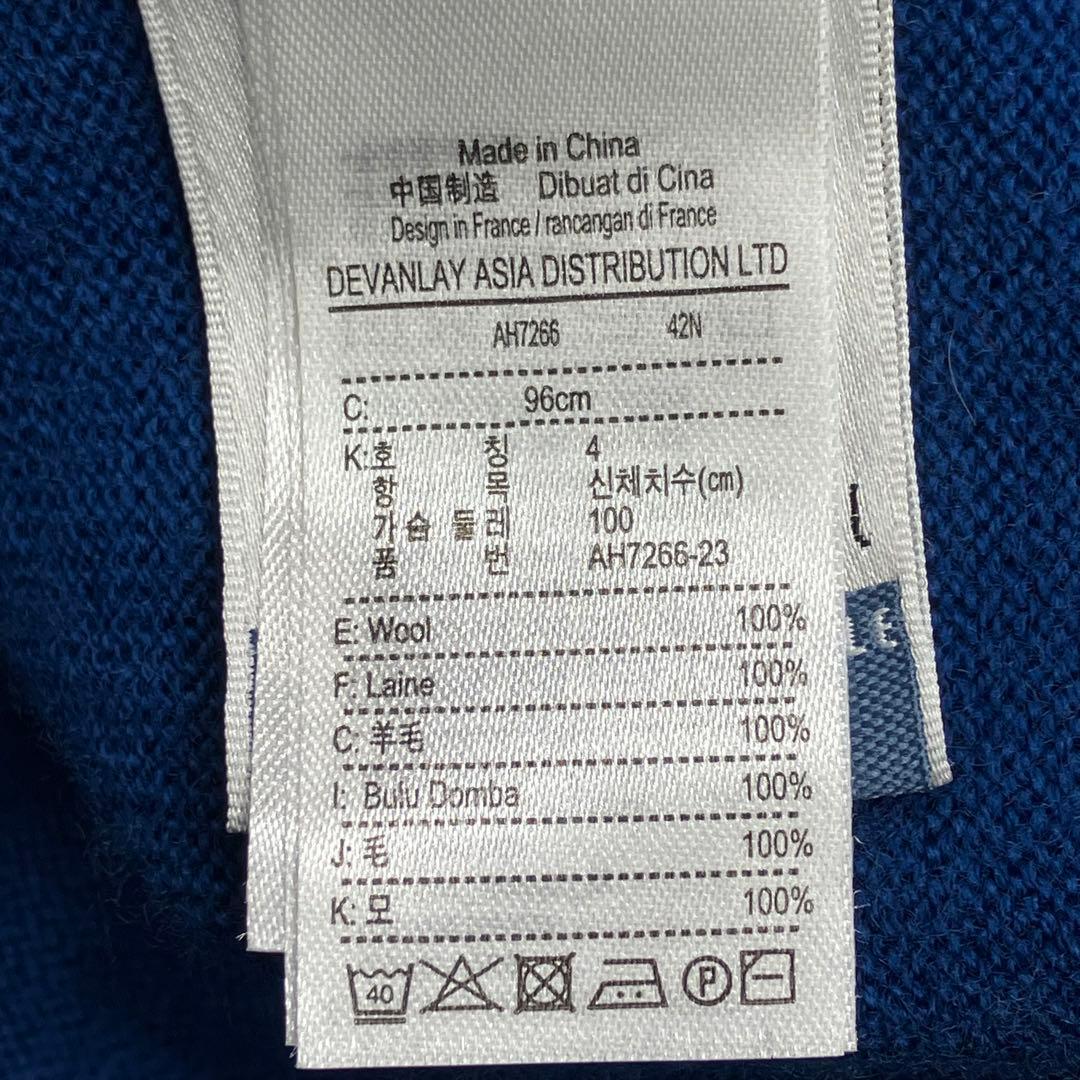 Made in China
中国制造 Dibuat di Cina
Design in France / rancangan di France
DEVANLAY ASIA DISTRIBUTION LTD
AH7266 42N
C: 96cm
K:호 칭 4
항 목 신체치수(cm)
가슴 둘레 100
품 번 AH7266-23
E: Wool 100%
F: Laine 100%
C: 羊毛 100%
I: Bulu Domba 100%
J: 毛 100%
K: 모 100%
40
P